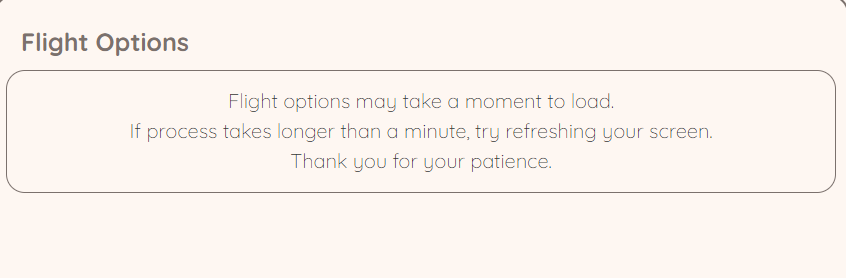 Flight Options
Flight options may take a moment to load.
If process takes longer than a minute, try refreshing your screen.
Thank you for your patience.